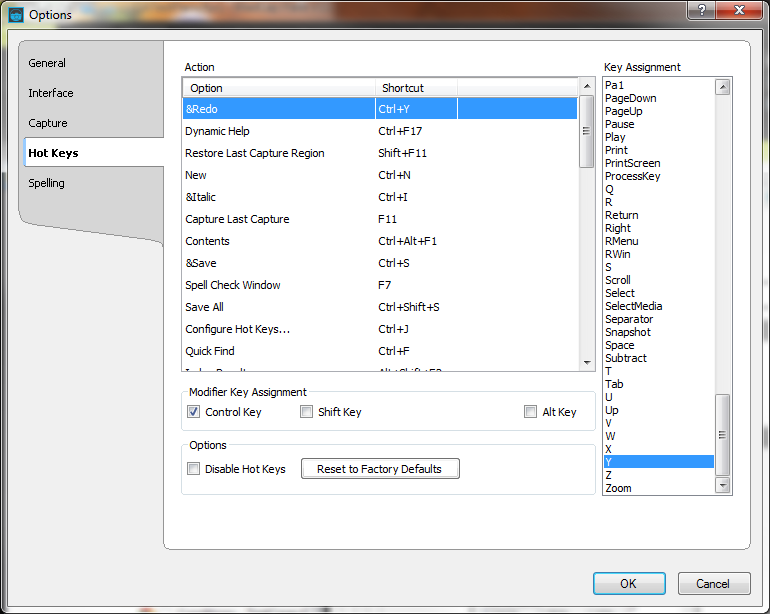 Options
?
X
General
Interface
Capture
Hot Keys
Spelling
Action
Option Shortcut
&Redo Ctrl+Y
Dynamic Help Ctrl+F17
Restore Last Capture Region Shift+F11
New Ctrl+N
&Italic Ctrl+I
Capture Last Capture F11
Contents Ctrl+Alt+F1
&Save Ctrl+S
Spell Check Window F7
Save All Ctrl+Shift+S
Configure Hot Keys... Ctrl+J
Quick Find Ctrl+F
Modifier Key Assignment
Control Key Shift Key Alt Key
Options
Disable Hot Keys Reset to Factory Defaults
Key Assignment
Pa1
PageDown
PageUp
Pause
Play
Print
PrintScreen
ProcessKey
Q
R
Return
Right
RMenu
RWin
S
Scroll
Select
SelectMedia
Separator
Snapshot
Space
Subtract
T
Tab
U
Up
V
W
X
Y
Z
Zoom
OK Cancel